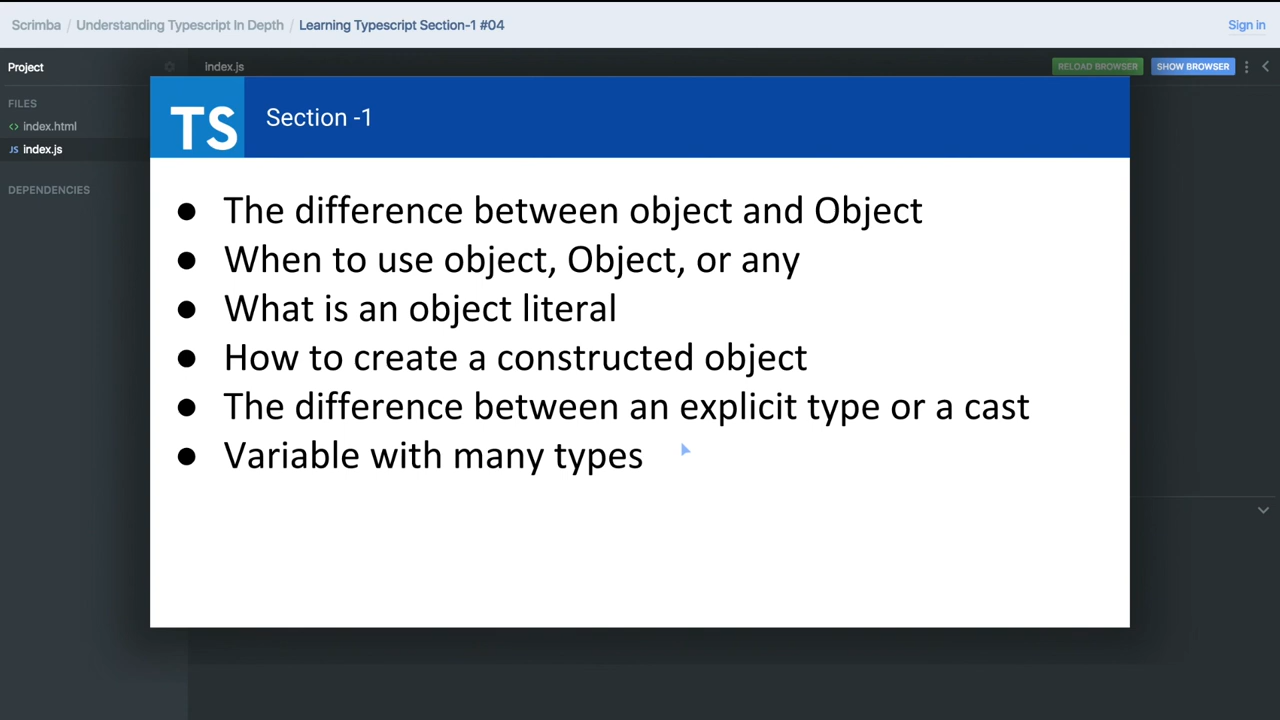 Scrimba / Understanding Typescript In Depth / Learning Typescript Section-1 #04
Sign in
Project
index.js
RELOAD BROWSER
SHOW BROWSER
FILES
<> index.html
JS index.js
DEPENDENCIES
TS
Section -1
● The difference between object and Object
● When to use object, Object, or any
● What is an object literal
● How to create a constructed object
● The difference between an explicit type or a cast
● Variable with many types